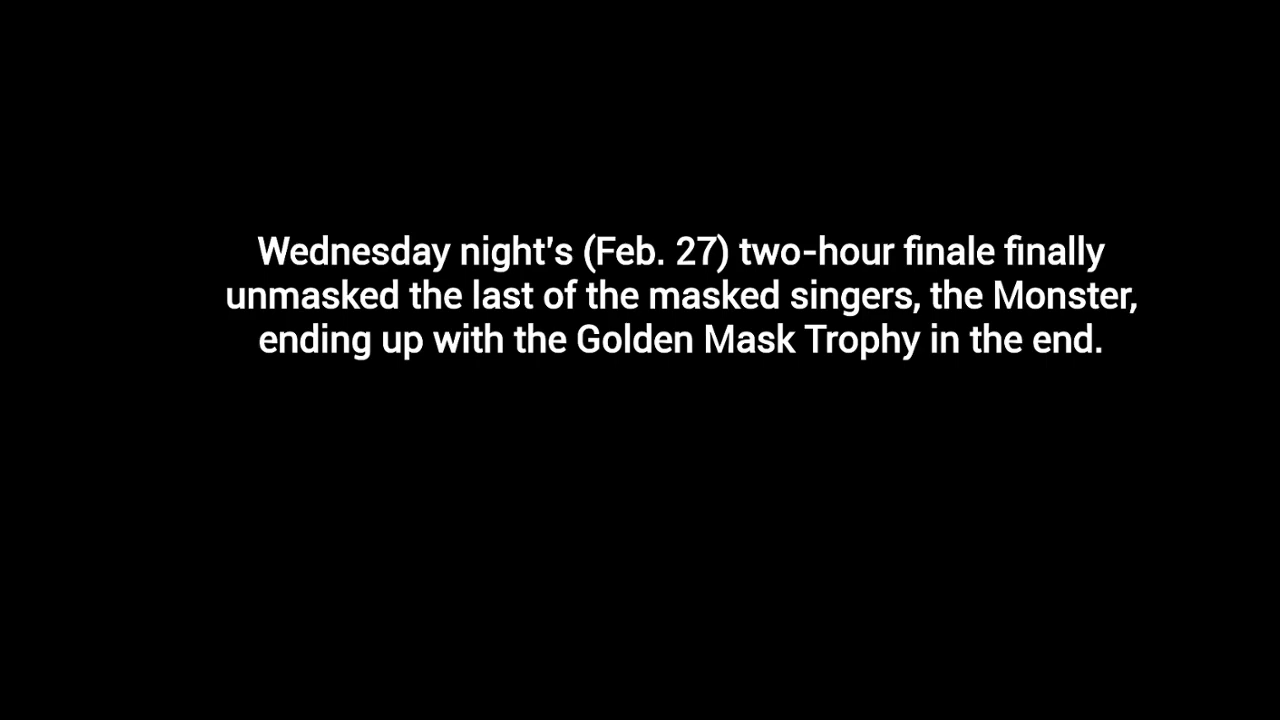 Wednesday night's (Feb. 27) two-hour finale finally
unmasked the last of the masked singers, the Monster,
ending up with the Golden Mask Trophy in the end.